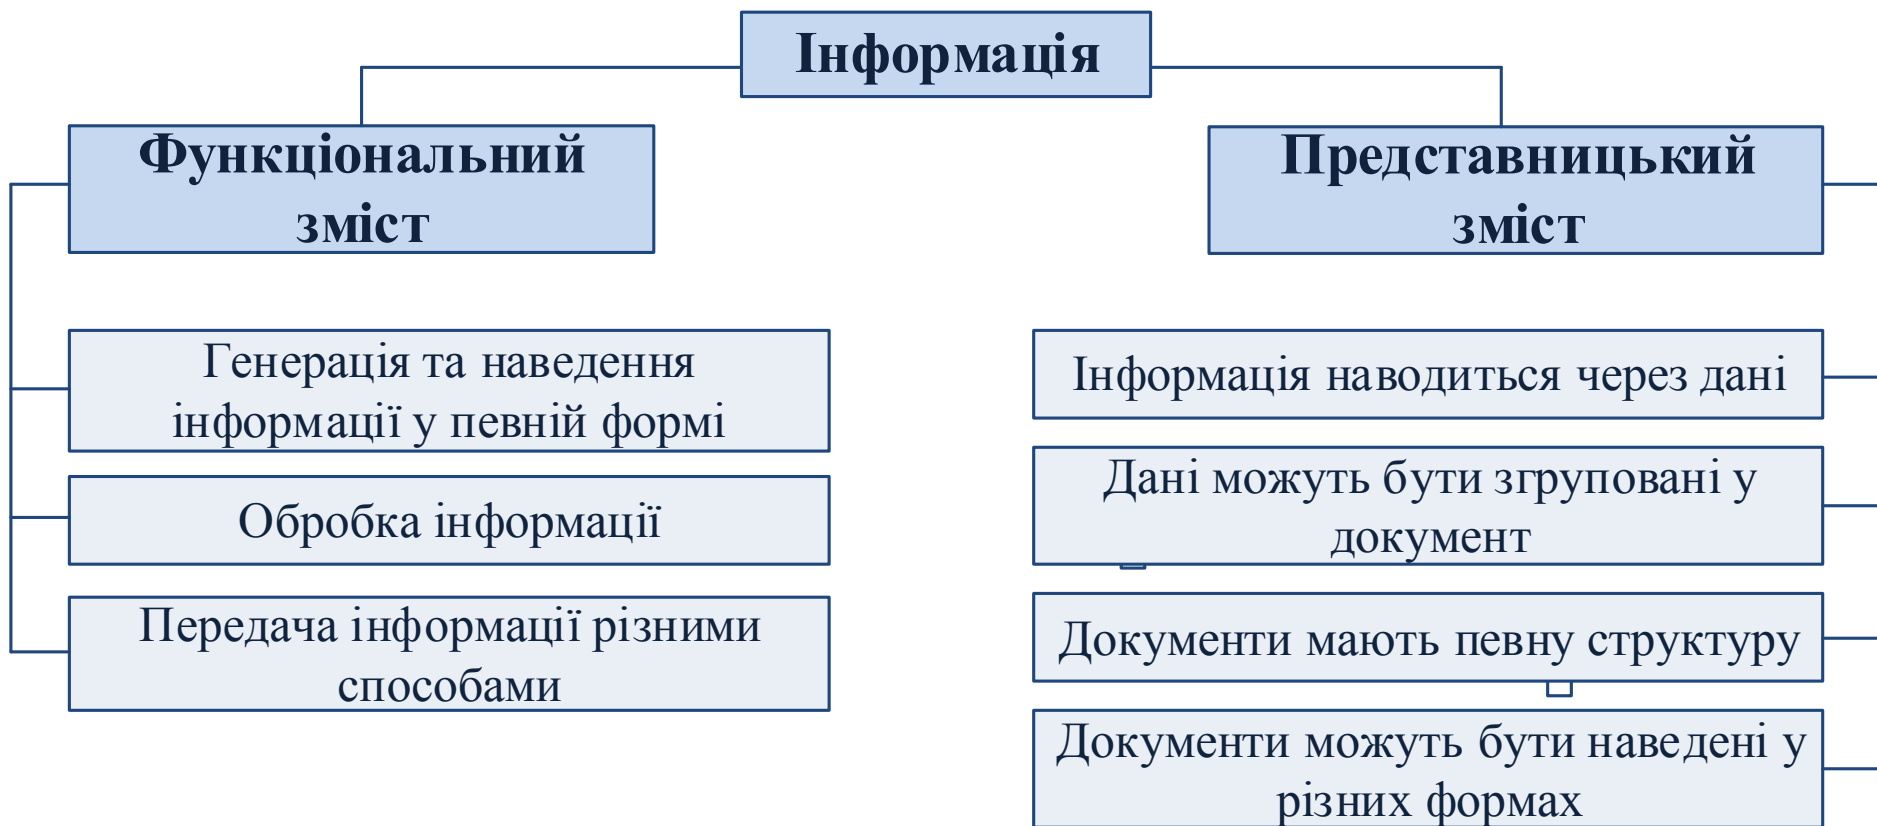 Інформація
Функціональний
зміст
Генерація та наведення
інформації у певній формі
Обробка інформації
Передача інформації різними
способами
Представницький
зміст
Інформація наводиться через дані
Дані можуть бути згруповані у
документ
Документи мають певну структуру
Документи можуть бути наведені у
різних формах